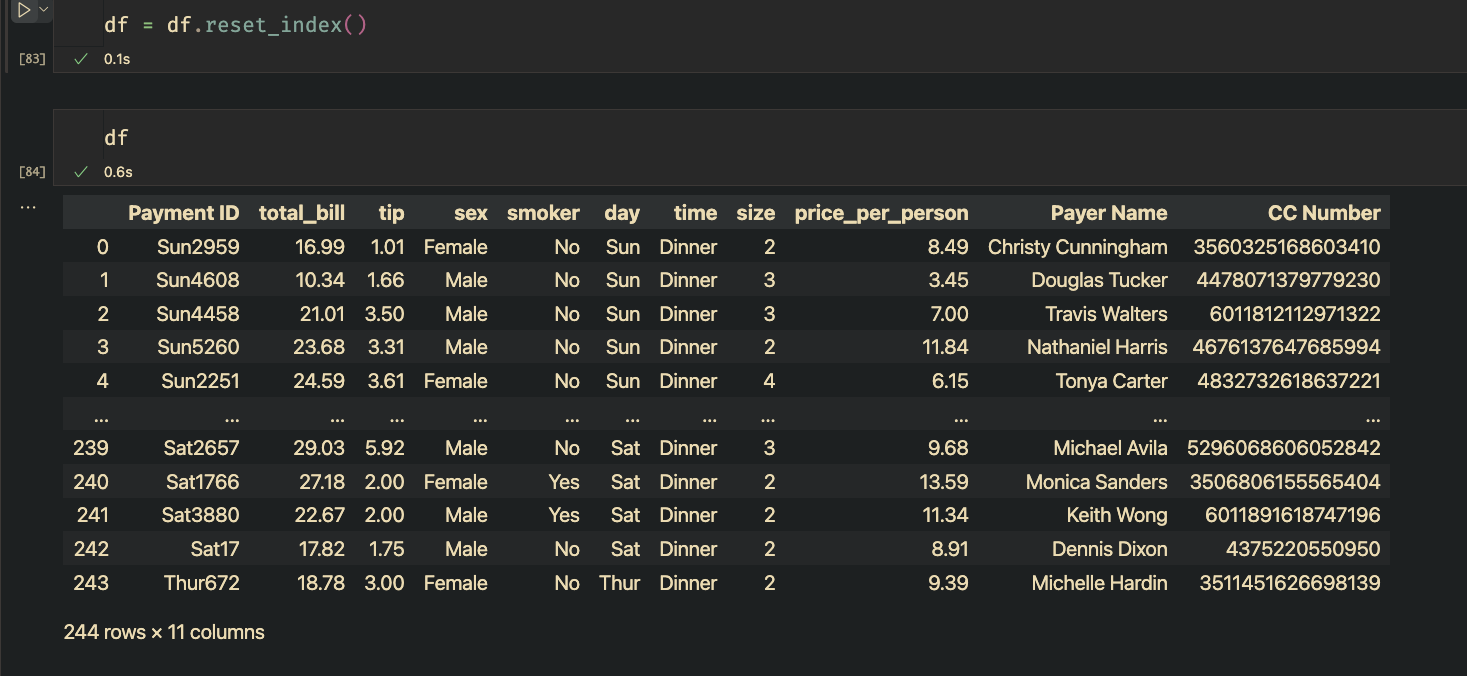 df = df.reset_index()
[83] ✓ 0.1s
df
[84] ✓ 0.6s
...
Payment ID total_bill tip sex smoker day time size price_per_person Payer Name CC Number
0 Sun2959 16.99 1.01 Female No Sun Dinner 2 8.49 Christy Cunningham 3560325168603410
1 Sun4608 10.34 1.66 Male No Sun Dinner 3 3.45 Douglas Tucker 4478071379779230
2 Sun4458 21.01 3.50 Male No Sun Dinner 3 7.00 Travis Walters 6011812112971322
3 Sun5260 23.68 3.31 Male No Sun Dinner 2 11.84 Nathaniel Harris 4676137647685994
4 Sun2251 24.59 3.61 Female No Sun Dinner 4 6.15 Tonya Carter 4832732618637221
... ... ... ... ... ... ... ... ... ... ... ...
239 Sat2657 29.03 5.92 Male No Sat Dinner 3 9.68 Michael Avila 5296068606052842
240 Sat1766 27.18 2.00 Female Yes Sat Dinner 2 13.59 Monica Sanders 3506806155565404
241 Sat3880 22.67 2.00 Male Yes Sat Dinner 2 11.34 Keith Wong 6011891618747196
242 Sat17 17.82 1.75 Male No Sat Dinner 2 8.91 Dennis Dixon 4375220550950
243 Thur672 18.78 3.00 Female No Thur Dinner 2 9.39 Michelle Hardin 3511451626698139
244 rows × 11 columns